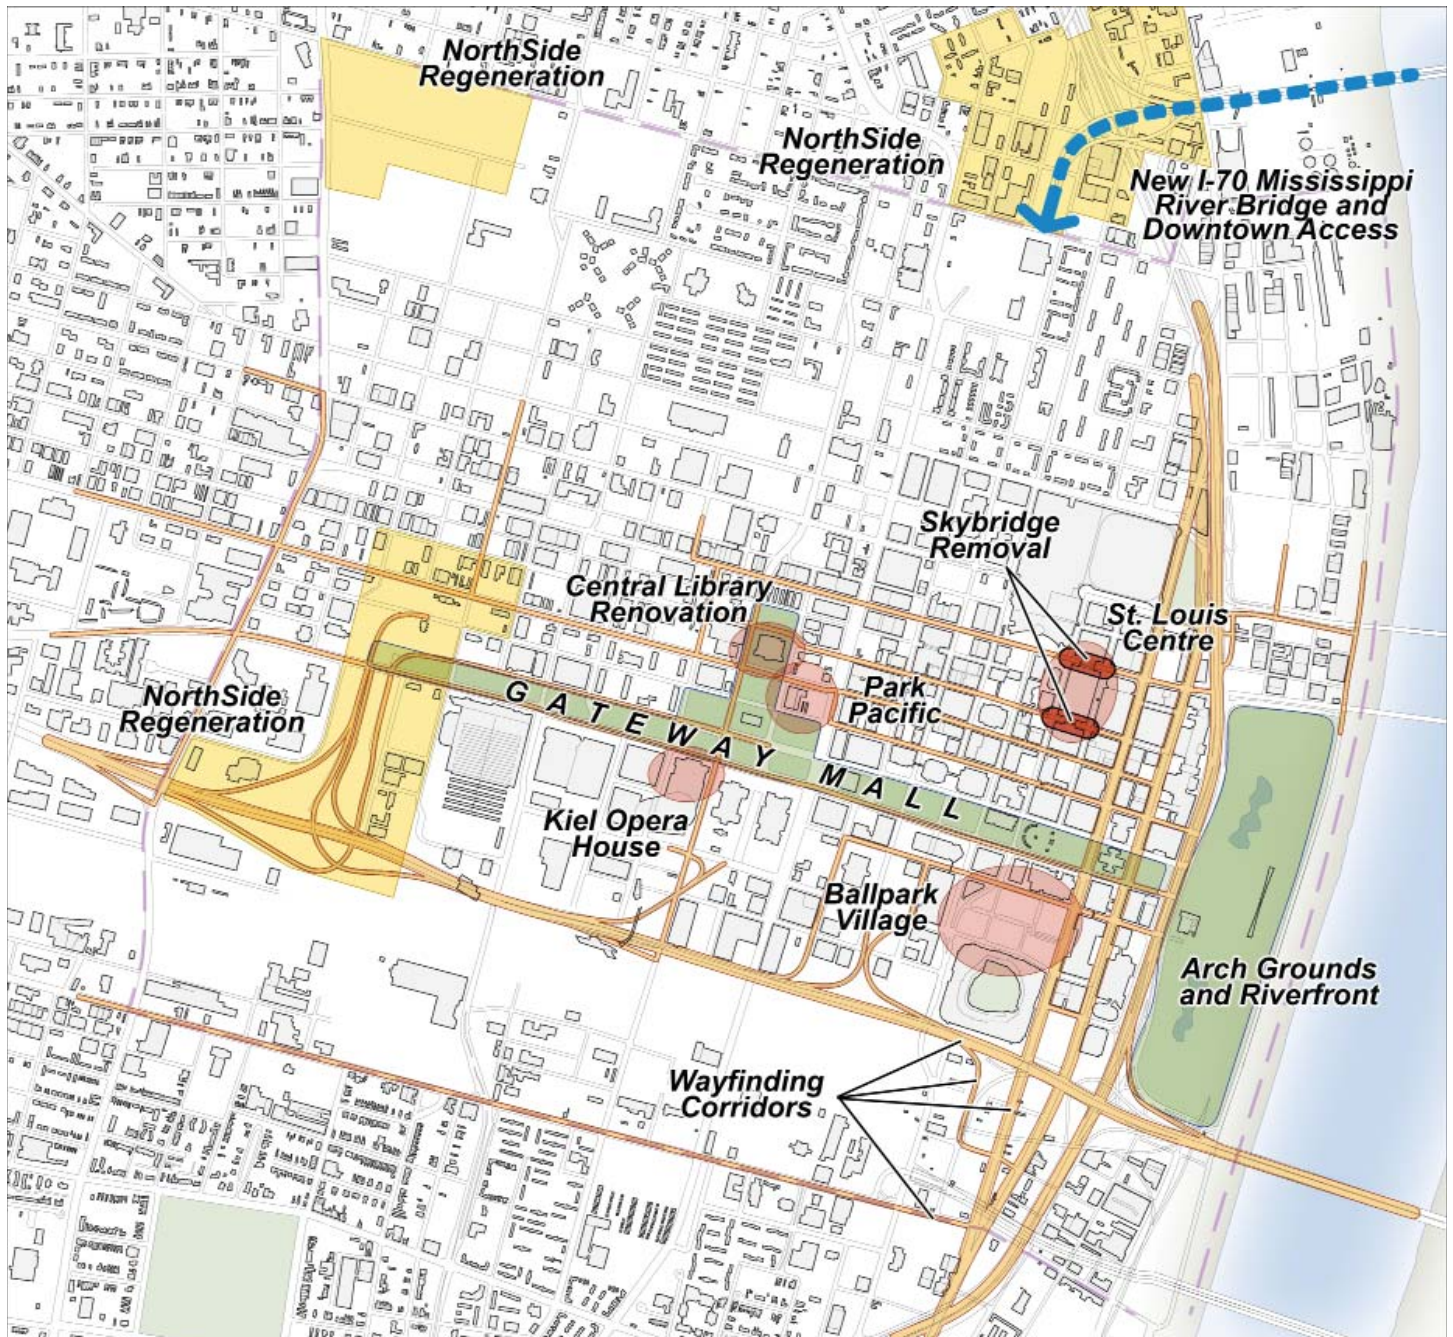 NorthSide
Regeneration
NorthSide
Regeneration
New I-70 Mississippi
River Bridge and
Downtown Access
Skybridge
Removal
Central Library
Renovation
St. Louis
Centre
NorthSide
Regeneration
Park
Pacific
GATEWAY MALL
Kiel Opera
House
Ballpark
Village
Arch Grounds
and Riverfront
Wayfinding
Corridors